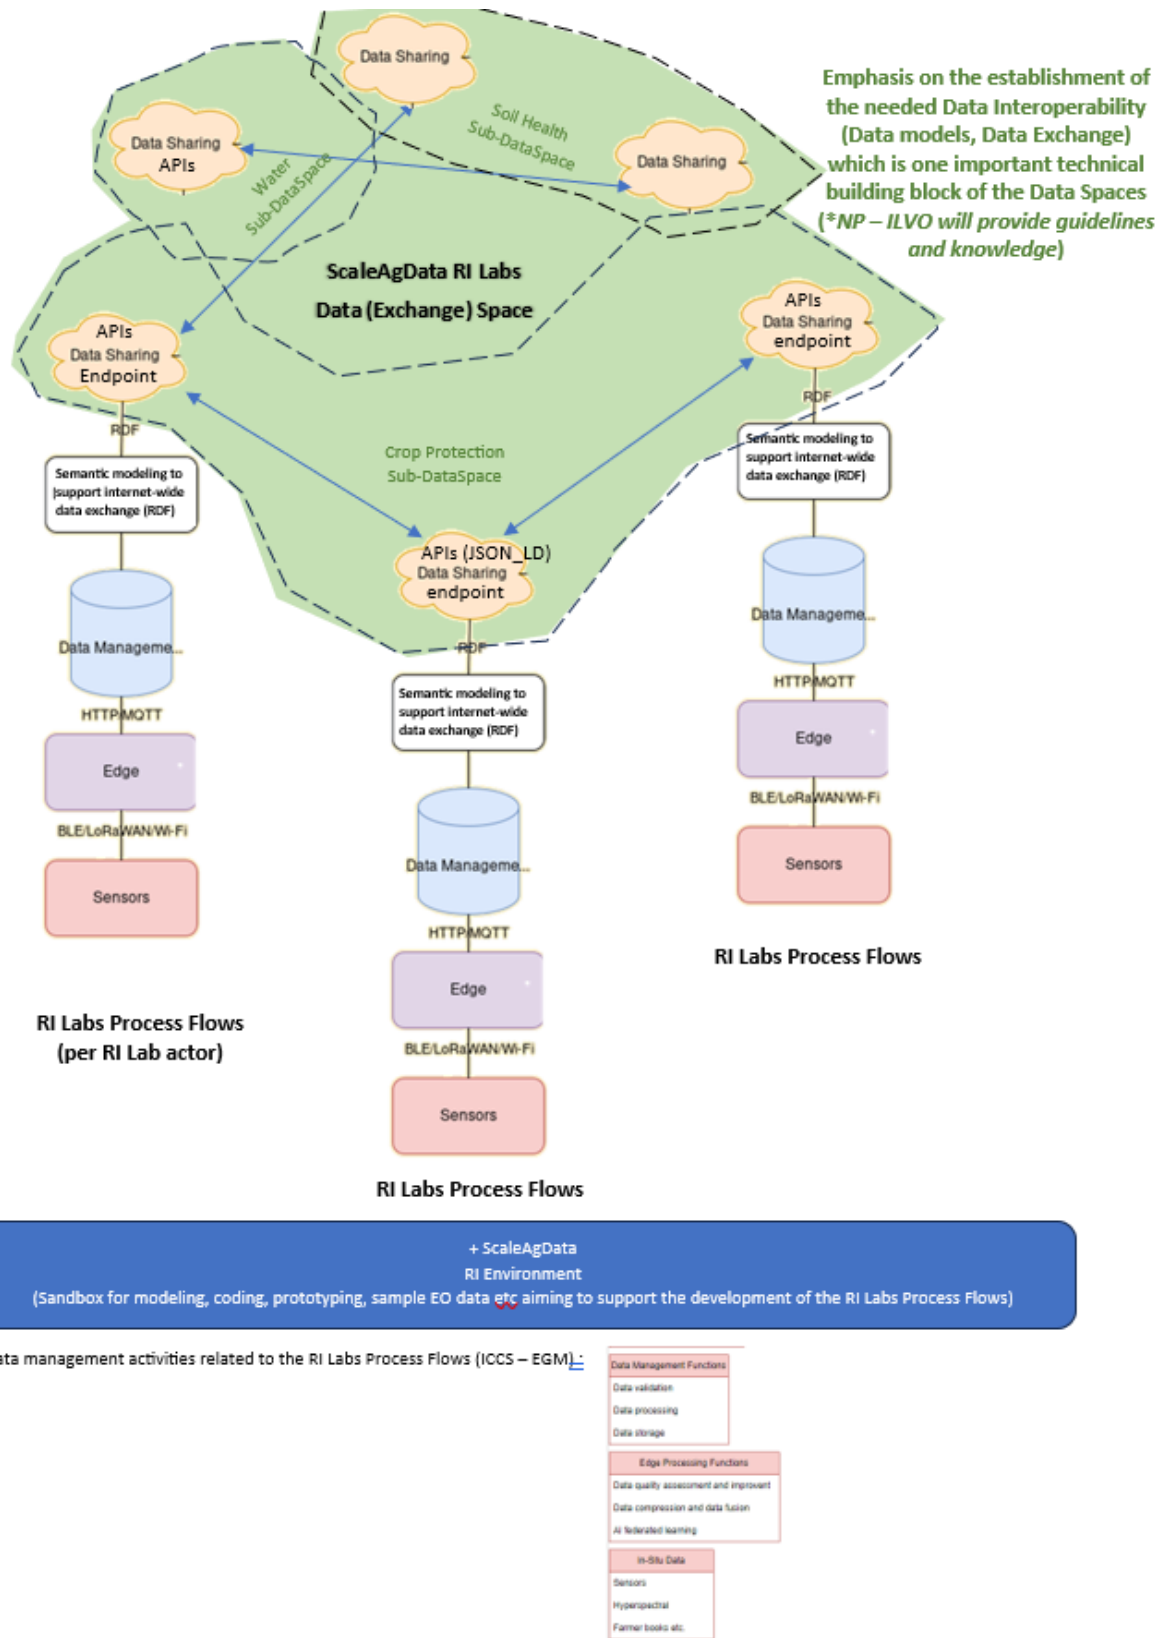 Data Sharing
Data Sharing
APIs
Soil Health
Sub-DataSpace
Data Sharing
Water
Sub-DataSpace
Emphasis on the establishment of
the needed Data Interoperability
(Data models, Data Exchange)
which is one important technical
building block of the Data Spaces
(*NP – ILVO will provide guidelines
and knowledge)
ScaleAgData RI Labs
Data (Exchange) Space
APIs
Data Sharing
Endpoint
APIs
Data Sharing
endpoint
RDF
RDF
Crop Protection
Sub-DataSpace
Semantic modeling to
support internet-wide
data exchange (RDF)
Semantic modeling to
support internet-wide
data exchange (RDF)
APIs (JSON_LD)
Data Sharing
endpoint
RDF
Semantic modeling to
support internet-wide
data exchange (RDF)
Data Manageme...
HTTP/MQTT
Edge
BLE/LoRaWAN/Wi-Fi
Sensors
Data Manageme...
HTTP/MQTT
Edge
BLE/LoRaWAN/Wi-Fi
Sensors
Data Manageme...
HTTP/MQTT
Edge
BLE/LoRaWAN/Wi-Fi
Sensors
RI Labs Process Flows
RI Labs Process Flows
(per RI Lab actor)
RI Labs Process Flows
+ ScaleAgData
RI Environment
(Sandbox for modeling, coding, prototyping, sample EO data etc aiming to support the development of the RI Labs Process Flows)
ata management activities related to the RI Labs Process Flows (ICCS – EGM) :
Data Management Functions
Data validation
Data processing
Data storage
Edge Processing Functions
Data quality assessment and improvent
Data compression and data fusion
AI federated learning
In-Situ Data
Sensors
Hyperspectral
Farmer books etc.